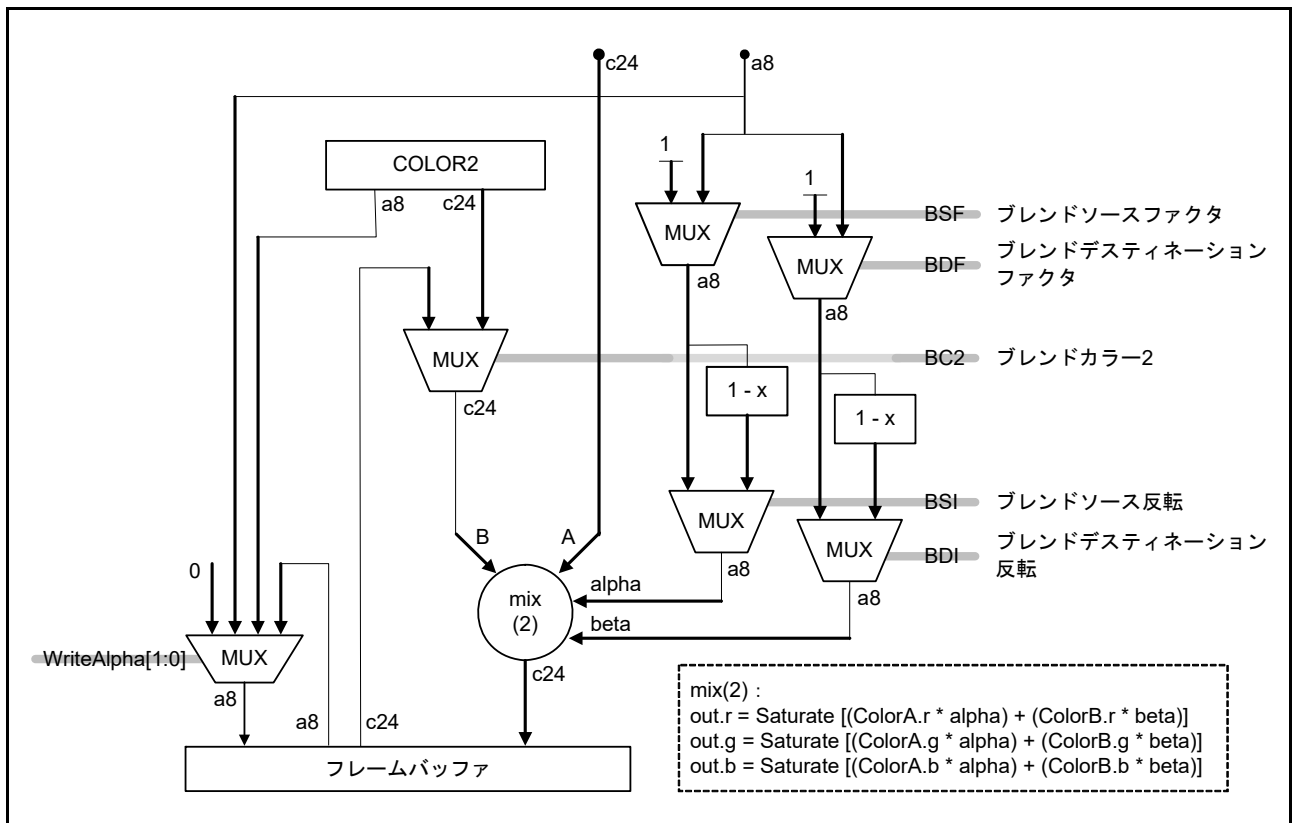 c24
a8
1
COLOR2
1
a8
c24
MUX
BSF
ブレンドソースファクタ
MUX
BDF
ブレンドデスティネーション
ファクタ
a8
a8
MUX
BC2
ブレンドカラー2
1 - x
c24
1 - x
MUX
BSI
ブレンドソース反転
B
A
MUX
BDI
ブレンドデスティネーション
反転
0
a8
alpha
mix
(2)
a8
beta
WriteAlpha[1:0]
MUX
c24
a8
a8
c24
フレームバッファ
mix(2) :
out.r = Saturate [(ColorA.r * alpha) + (ColorB.r * beta)]
out.g = Saturate [(ColorA.g * alpha) + (ColorB.g * beta)]
out.b = Saturate [(ColorA.b * alpha) + (ColorB.b * beta)]